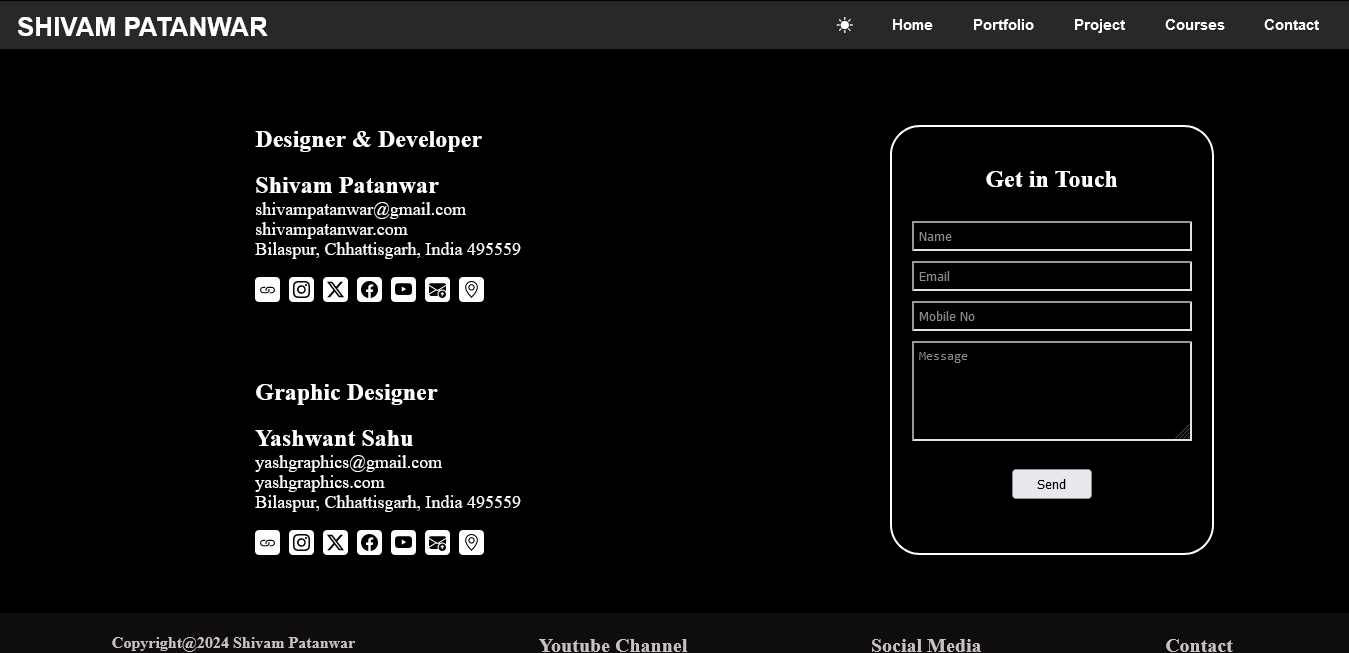 SHIVAM PATANWAR
Home Portfolio Project Courses Contact
Designer & Developer
Shivam Patanwar
shivampatanwar@gmail.com
shivampatanwar.com
Bilaspur, Chhattisgarh, India 495559
Graphic Designer
Yashwant Sahu
yashgraphics@gmail.com
yashgraphics.com
Bilaspur, Chhattisgarh, India 495559
Get in Touch
Name
Email
Mobile No
Message
Send
Copyright@2024 Shivam Patanwar
Youtube Channel
Social Media
Contact